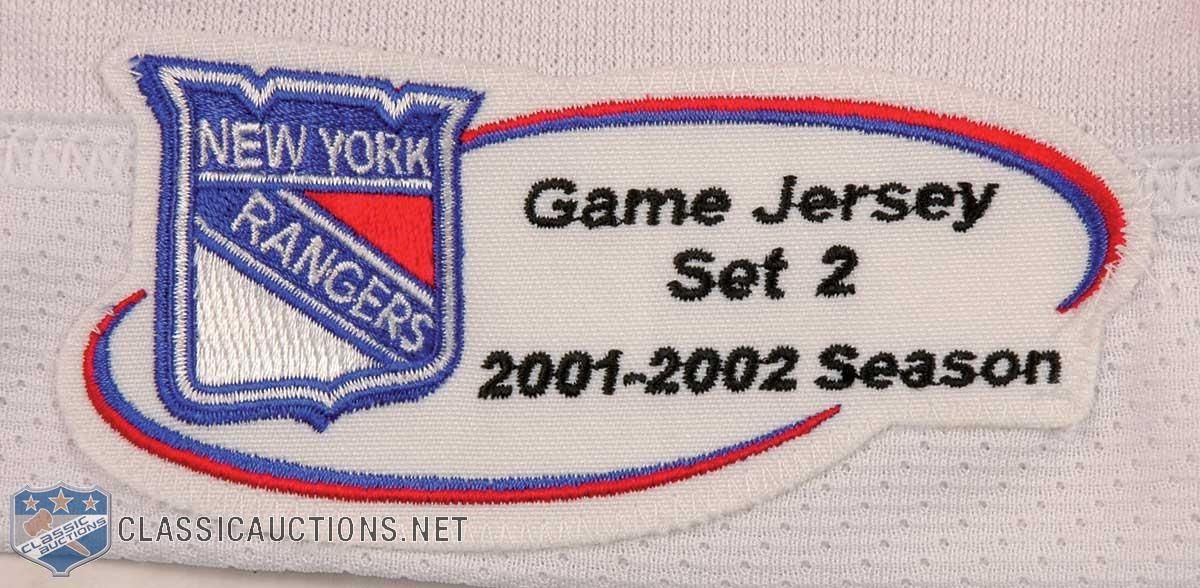 NEW YORK
RANGERS
Game Jersey
Set 2
2001-2002 Season
CLASSIC
AUCTIONS
CLASSICAUCTIONS.NET